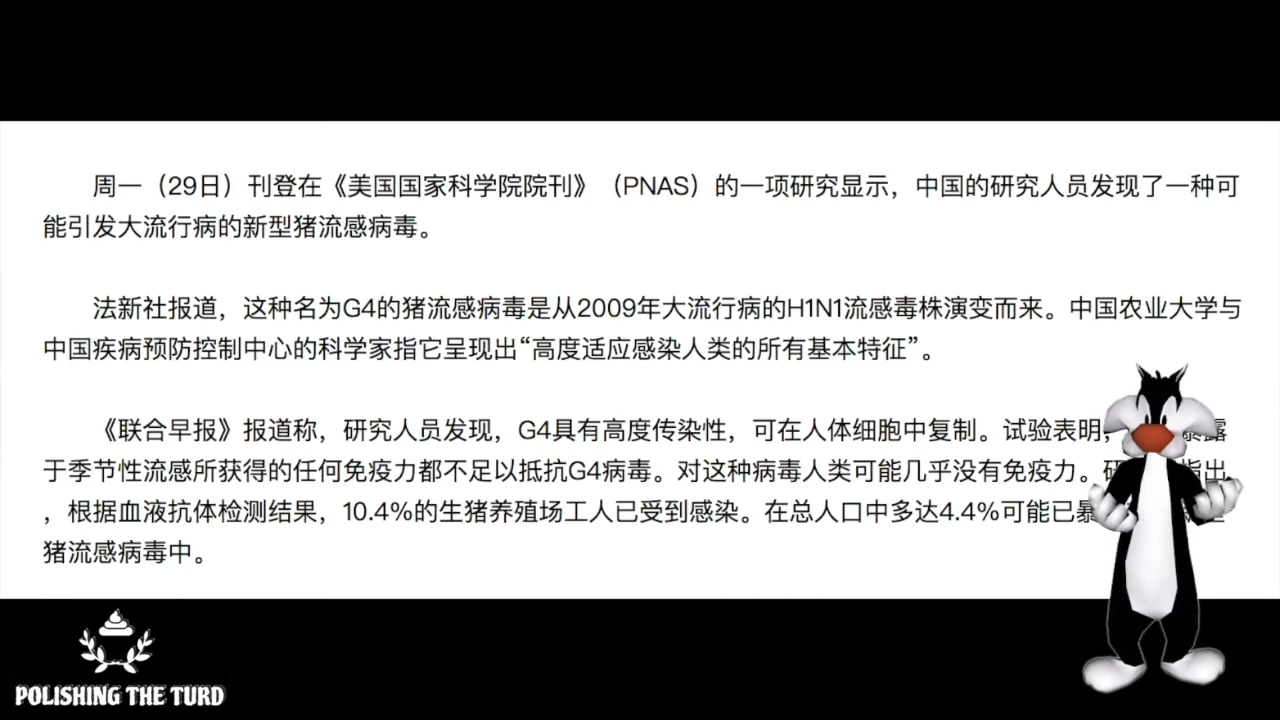 周一（29日）刊登在《美国国家科学院院刊》（PNAS）的一项研究显示，中国的研究人员发现了一种可
能引发大流行病的新型猪流感病毒。
法新社报道，这种名为G4的猪流感病毒是从2009年大流行病的H1N1流感毒株演变而来。中国农业大学与
中国疾病预防控制中心的科学家指它呈现出“高度适应感染人类的所有基本特征”。
《联合早报》报道称，研究人员发现，G4具有高度传染性，可在人体细胞中复制。试验表明，露
于季节性流感所获得的任何免疫力都不足以抵抗G4病毒。对这种病毒人类可能几乎没有免疫力。研指出
，根据血液抗体检测结果，10.4%的生猪养殖场工人已受到感染。在总人口中多达4.4%可能已暴
猪流感病毒中。
POLISHING THE TURD